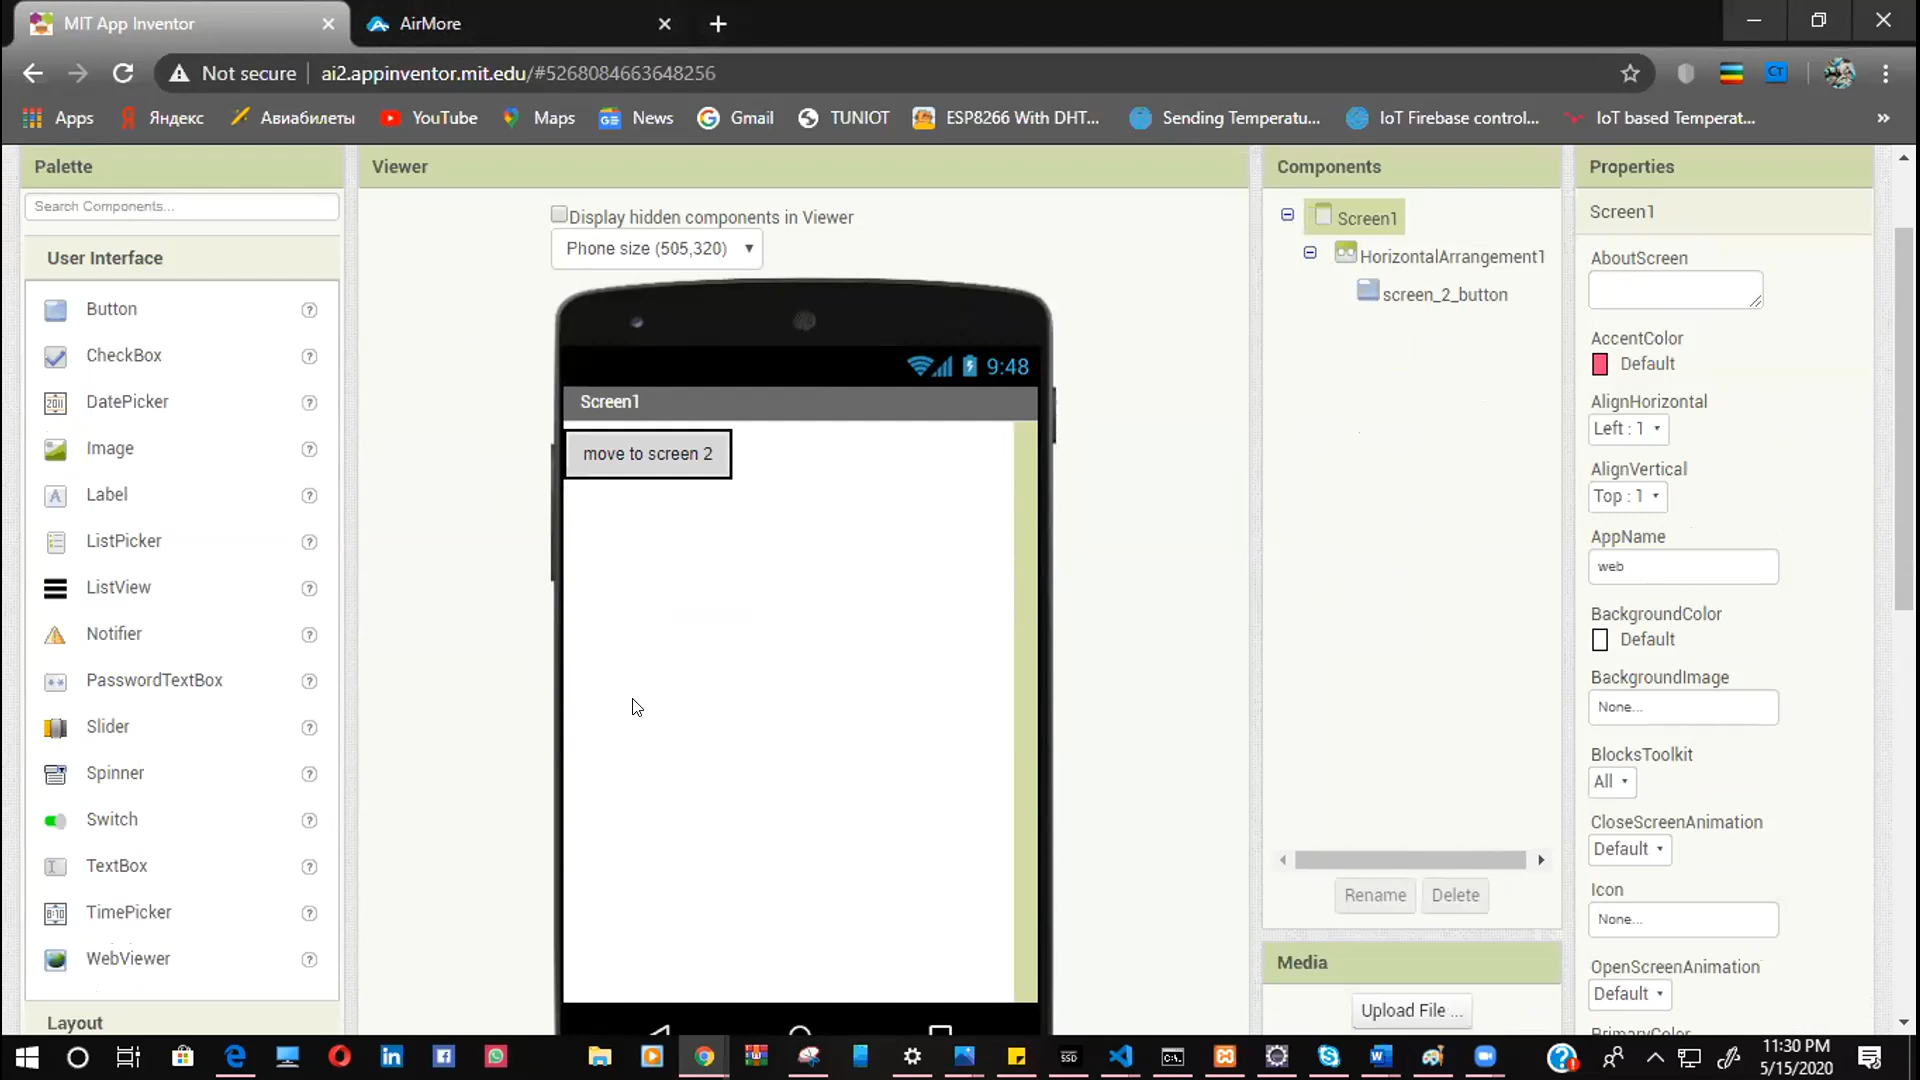 MIT App Inventor
AirMore
Not secure
ai2.appinventor.mit.edu/#5268084663648256
Apps
Яндекс
Авиабилеты
YouTube
Maps
News
Gmail
TUNIOT
ESP8266 With DHT...
Sending Temperatu...
IoT Firebase control...
IoT based Temperat...
»
Palette
Search Components...
User Interface
Button
CheckBox
DatePicker
Image
Label
ListPicker
ListView
Notifier
PasswordTextBox
Slider
Spinner
Switch
TextBox
TimePicker
WebViewer
Layout
Viewer
Display hidden components in Viewer
Phone size (505,320)
9:48
Screen1
move to screen 2
Components
Screen1
HorizontalArrangement1
screen_2_button
Rename
Delete
Media
Upload File ...
Properties
Screen1
AboutScreen
AccentColor
Default
AlignHorizontal
Left : 1
AlignVertical
Top : 1
AppName
web
BackgroundColor
Default
BackgroundImage
None...
BlocksToolkit
All
CloseScreenAnimation
Default
Icon
None...
OpenScreenAnimation
Default
PrimaryColor
11:30 PM
5/15/2020